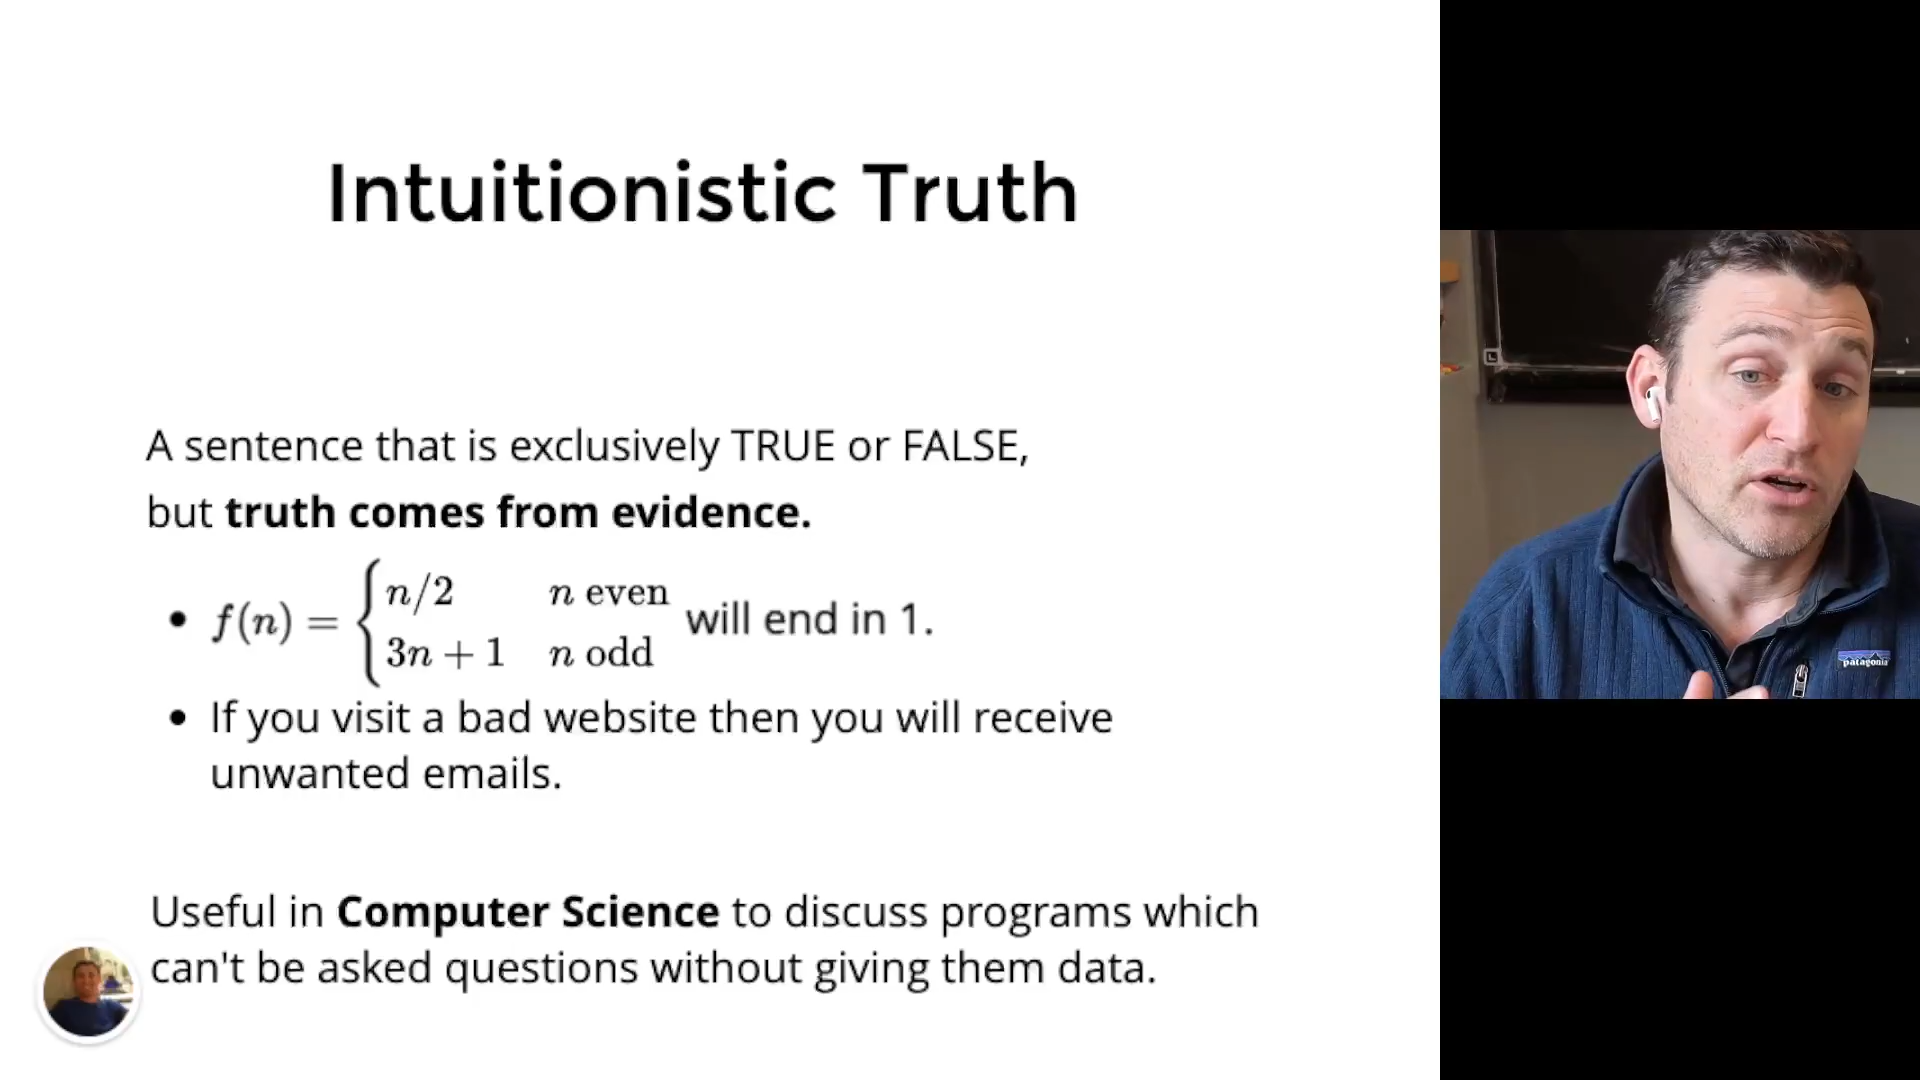 Intuitionistic Truth
A sentence that is exclusively TRUE or FALSE,
but truth comes from evidence.
• f(n) = { n/2 n even
3n + 1 n odd will end in 1.
• If you visit a bad website then you will receive
unwanted emails.
Useful in Computer Science to discuss programs which
can't be asked questions without giving them data.
patagonia